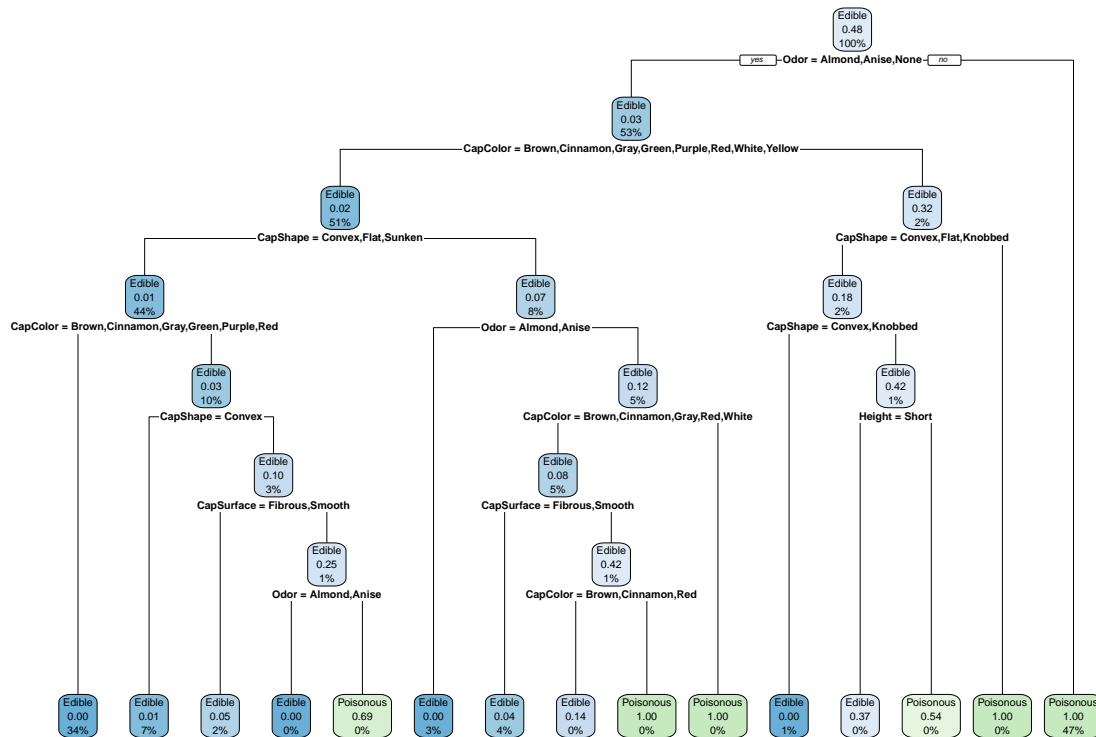 Edible
0.48
100%
yes Odor = Almond,Anise,None no
Edible
0.03
53%
CapColor = Brown,Cinnamon,Gray,Green,Purple,Red,White,Yellow
Edible
0.02
51%
CapShape = Convex,Flat,Sunken
Edible
0.32
2%
CapShape = Convex,Flat,Knobbed
Edible
0.01
44%
CapColor = Brown,Cinnamon,Gray,Green,Purple,Red
Edible
0.07
8%
Odor = Almond,Anise
Edible
0.18
2%
CapShape = Convex,Knobbed
Edible
0.03
10%
CapShape = Convex
Edible
0.12
5%
CapColor = Brown,Cinnamon,Gray,Red,White
Edible
0.42
1%
Height = Short
Edible
0.10
3%
CapSurface = Fibrous,Smooth
Edible
0.08
5%
CapSurface = Fibrous,Smooth
Edible
0.25
1%
Odor = Almond,Anise
Edible
0.42
1%
CapColor = Brown,Cinnamon,Red
Edible
0.00
34%
Edible
0.01
7%
Edible
0.05
2%
Edible
0.00
0%
Poisonous
0.69
0%
Edible
0.00
3%
Edible
0.04
4%
Edible
0.14
0%
Poisonous
1.00
0%
Poisonous
1.00
0%
Edible
0.00
1%
Edible
0.37
0%
Poisonous
0.54
0%
Poisonous
1.00
0%
Poisonous
1.00
47%